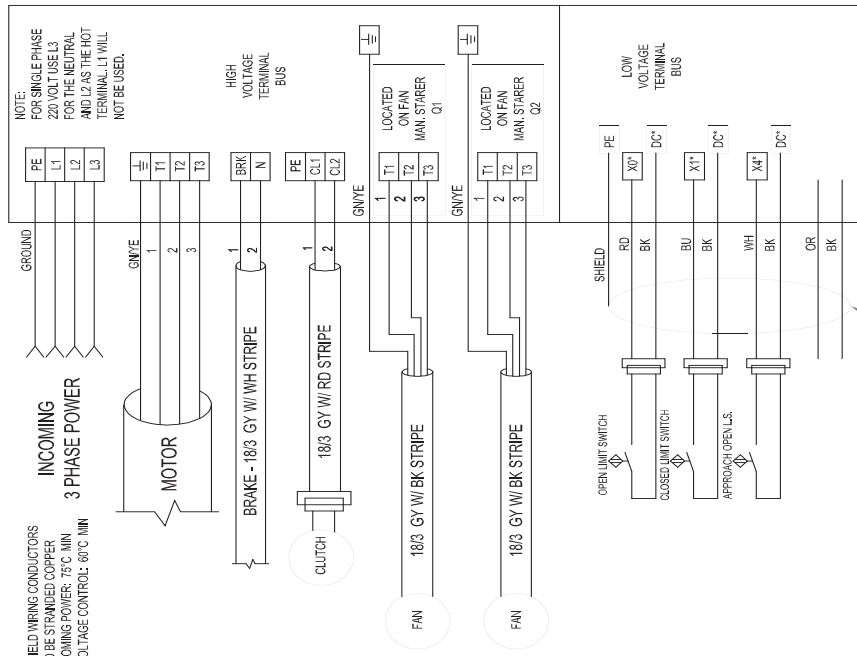 NOTE:
FOR SINGLE PHASE
220 VOLT USE L3
FOR THE NEUTRAL
AND L2 AS THE HOT
TERMINAL. L1 WILL
NOT BE USED.
HIGH
VOLTAGE
TERMINAL
BUS
LOW
VOLTAGE
TERMINAL
BUS
IELD WIRING CONDUCTORS
O BE STRANDED COPPER
OMING POWER: 75°C MIN
OLTAGE CONTROL: 60°C MIN
INCOMING
3 PHASE POWER
GROUND
PE
L1
L2
L3
MOTOR
GN/YE
1
2
3
T1
T2
T3
BRAKE - 18/3 GY W/ WH STRIPE
1
2
BRK
N
CLUTCH
18/3 GY W/ RD STRIPE
1
2
PE
CL1
CL2
FAN
18/3 GY W/ BK STRIPE
GN/YE
1
2
3
T1
T2
T3
LOCATED
ON FAN
MAN. STARER
Q1
FAN
18/3 GY W/ BK STRIPE
GN/YE
1
2
3
T1
T2
T3
LOCATED
ON FAN
MAN. STARER
Q2
SHIELD
PE
OPEN LIMIT SWITCH
RD
BK
X0*
DC*
CLOSED LIMIT SWITCH
BU
BK
X1*
DC*
APPROACH OPEN L.S.
WH
BK
X4*
DC*
OR
BK